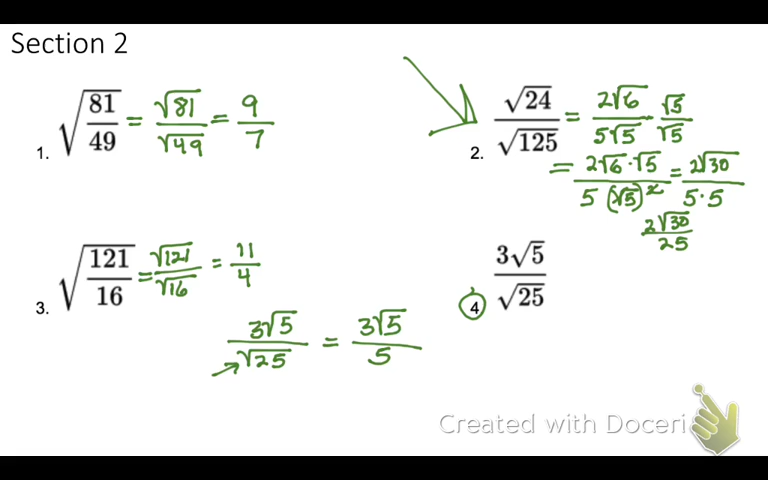 Section 2
1. √(81/49) = √81/√49 = 9/7
2. √24/√125 = 2√6/5√5 √5/√5
= 2√6·√5/5(√5)² = 2√30/5·5
2√30/25
3. √(121/16) = √121/√16 = 11/4
4 3√5/√25
3√5/√25 = 3√5/5
Created with Doceri